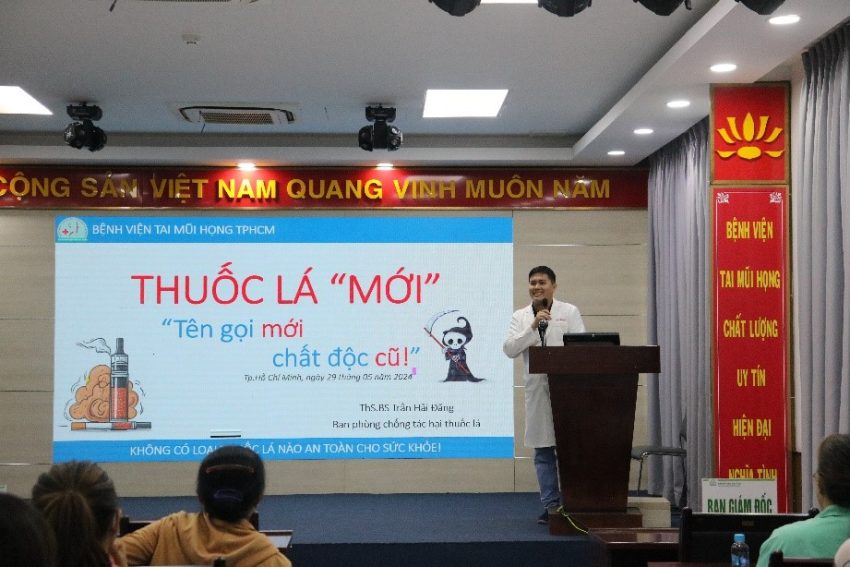 CỘNG SẢN VIỆT NAM QUANG VINH MUÔN NĂM
BỆNH VIỆN TAI MŨI HỌNG TPHCM
THUỐC LÁ “MỚI”
“Tên gọi mới
chất độc cũ!”
Tp.Hồ Chí Minh, ngày 29 tháng 05 năm 2024
ThS.BS Trần Hải Đăng
Ban phòng chống tác hại thuốc lá
KHÔNG CÓ LOẠI THUỐC LÁ NÀO AN TOÀN CHO SỨC KHỎE!
BỆNH VIỆN
TAI MŨI HỌNG
CHẤT LƯỢNG
UY TÍN
HIỆN ĐẠI
NGHĨA TÌNH
BAN GIÁM ĐỐC